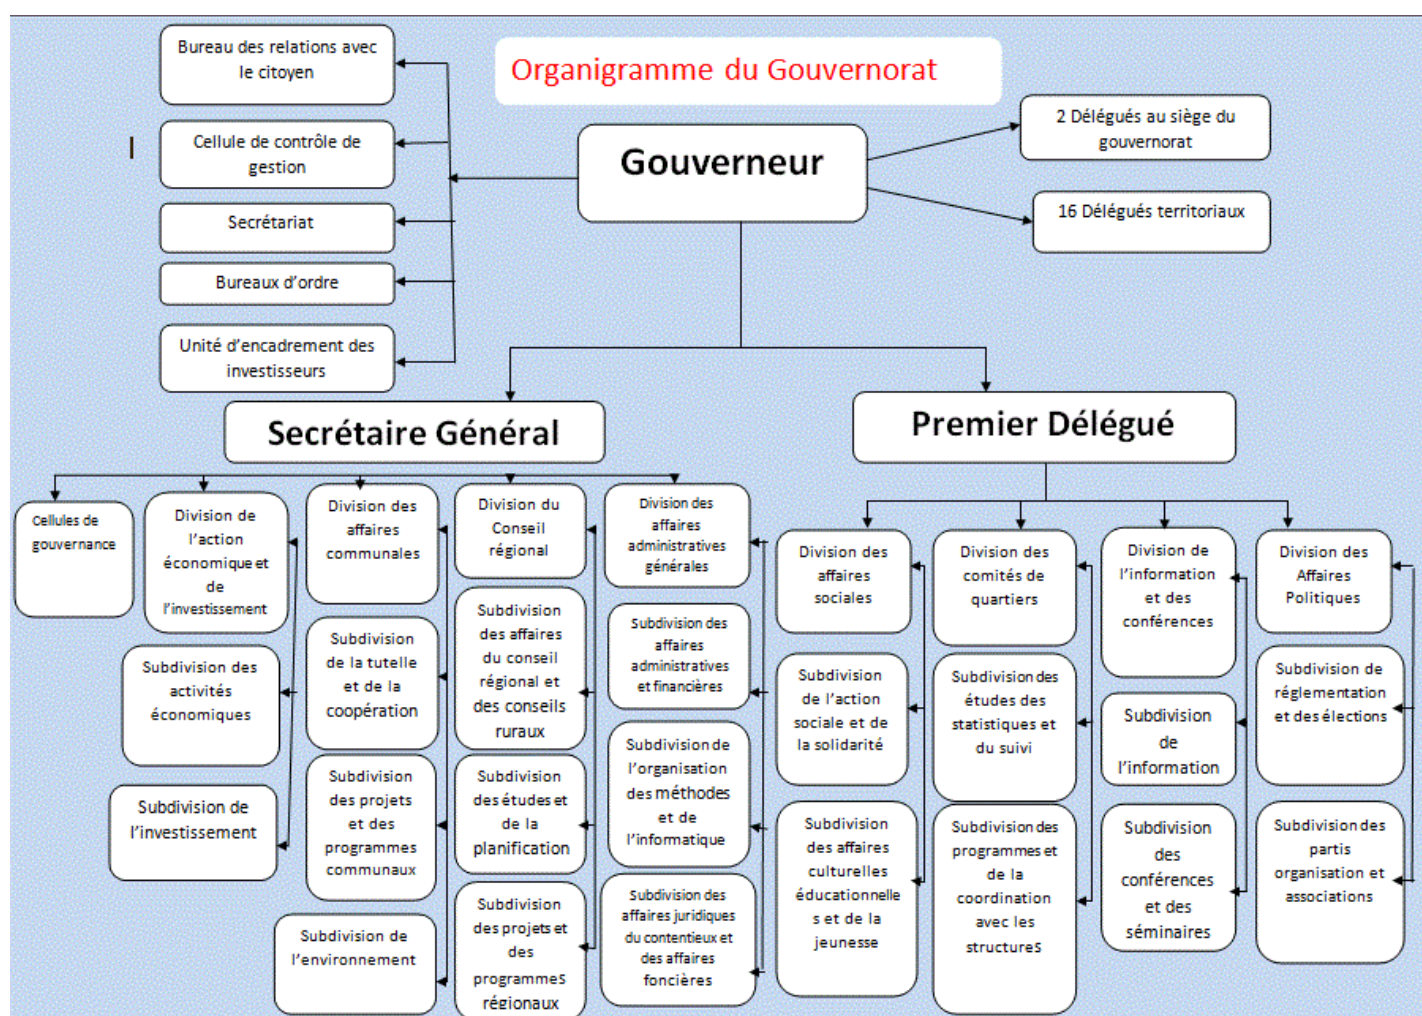 Organigramme du Gouvernorat
Bureau des relations avec
le citoyen
Cellule de contrôle de
gestion
Secrétariat
Bureaux d'ordre
Unité d'encadrement des
investisseurs
Gouverneur
2 Délégués au siège du
gouvernorat
16 Délégués territoriaux
Secrétaire Général
Premier Délégué
Cellules de
gouvernance
Division de
l'action
économique et
de
l'investissement
Subdivision des
activités
économiques
Subdivision de
l'investissement
Division des
affaires
communales
Subdivision
de la tutelle
et de la
coopération
Subdivision
des projets
et des
programmes
communaux
Subdivision de
l'environnement
Division du
Conseil
régional
Subdivision
des affaires
du conseil
régional et
des conseils
ruraux
Subdivision
des études et
de la
planification
Subdivision
des projets et
des
programmes
régionaux
Division des
affaires
administratives
générales
Subdivision des
affaires
administratives
et financières
Subdivision de
l'organisation
des méthodes
et de
l'informatique
Subdivision des
affaires juridiques
du contentieux et
des affaires
foncières
Division des
affaires
sociales
Subdivision
de l'action
sociale et de
la solidarité
Subdivision
des affaires
culturelles
éducationnelle
s et de la
jeunesse
Division des
comités de
quartiers
Subdivision des
études des
statistiques et
du suivi
Subdivision des
programmes et
de la
coordination
avec les
structures
Division de
l'information
et des
conférences
Subdivision
de
l'information
Subdivision
des
conférences
et des
séminaires
Division des
Affaires
Politiques
Subdivision de
réglementation
et des élections
Subdivision des
partis
organisation et
associations